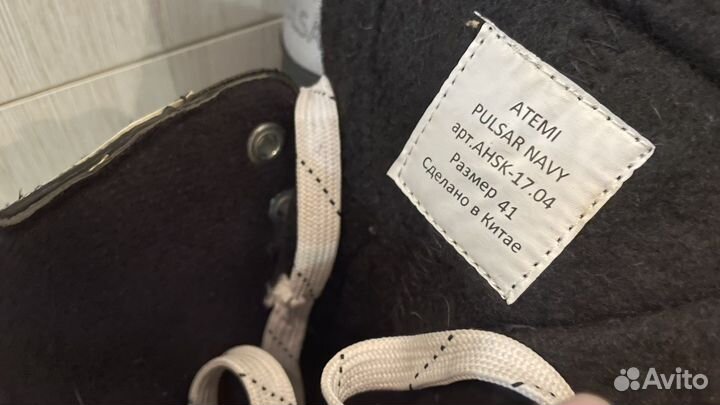 ATEMI
PULSAR NAVY
арт.AHSK-17.04
Размер 41
Сделано в Китае
Avito